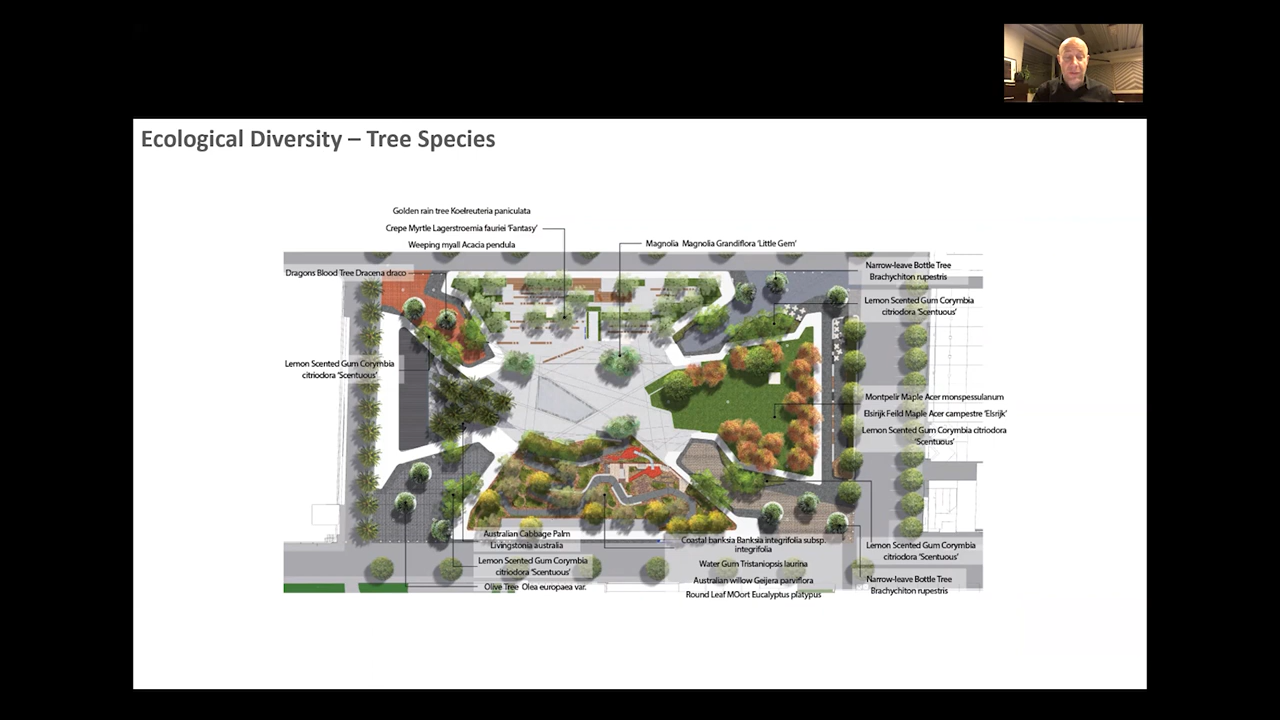 Ecological Diversity – Tree Species
Golden rain tree Koelreuteria paniculata
Crepe Myrtle Lagerstroemia fauriei 'Fantasy'
Weeping myall Acacia pendula
Magnolia Magnolia Grandiflora 'Little Gem'
Dragons Blood Tree Dracena draco
Narrow-leave Bottle Tree
Brachychiton rupestris
Lemon Scented Gum Corymbia
citriodora 'Scentuous'
Lemon Scented Gum Corymbia
citriodora 'Scentuous'
Montpelir Maple Acer monspessulanum
Elsirijk Feild Maple Acer campestre 'Elsrijk'
Lemon Scented Gum Corymbia citriodora
'Scentuous'
Australian Cabbage Palm
Livingstonia australia
Lemon Scented Gum Corymbia
citriodora 'Scentuous'
Olive Tree Olea europaea var.
Coastal banksia Banksia integrifolia subsp.
integrifolia
Water Gum Tristaniopsis laurina
Australian willow Geijera parviflora
Round Leaf MOort Eucalyptus platypus
Lemon Scented Gum Corymbia
citriodora 'Scentuous'
Narrow-leave Bottle Tree
Brachychiton rupestris